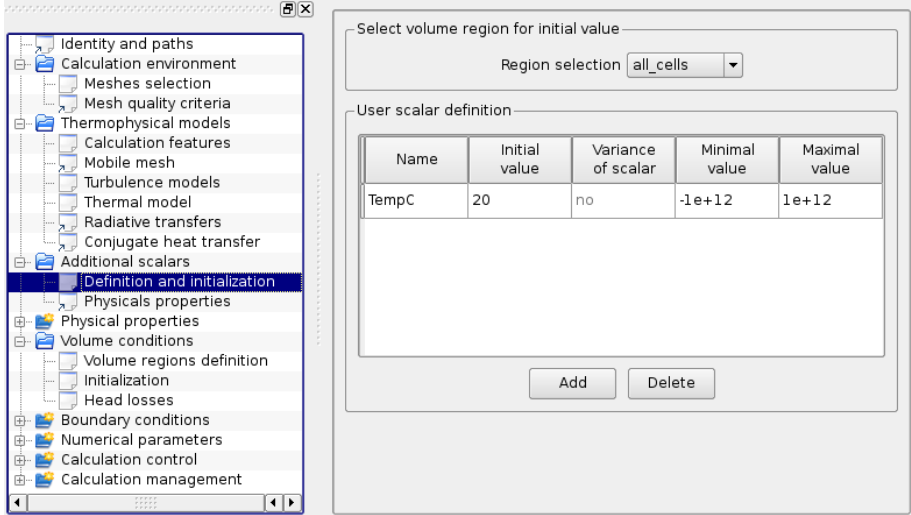 Identity and paths
Calculation environment
Meshes selection
Mesh quality criteria
Thermophysical models
Calculation features
Mobile mesh
Turbulence models
Thermal model
Radiative transfers
Conjugate heat transfer
Additional scalars
Definition and initialization
Physicals properties
Physical properties
Volume conditions
Volume regions definition
Initialization
Head losses
Boundary conditions
Numerical parameters
Calculation control
Calculation management
Select volume region for initial value
Region selection all_cells
User scalar definition
Name Initial value Variance of scalar Minimal value Maximal value
TempC 20 no -1e+12 1e+12
Add Delete